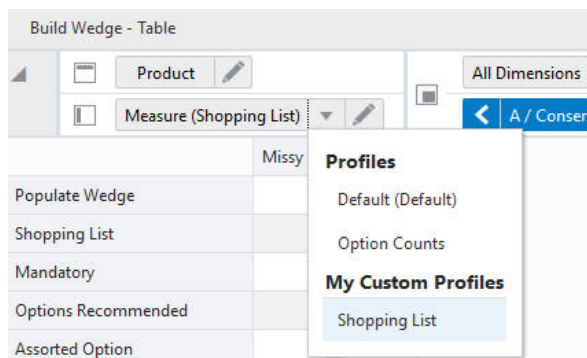 Build Wedge - Table
Product
All Dimensions
Measure (Shopping List)
A / Conser
Missy
Profiles
Populate Wedge
Default (Default)
Shopping List
Option Counts
Mandatory
My Custom Profiles
Options Recommended
Shopping List
Assorted Option